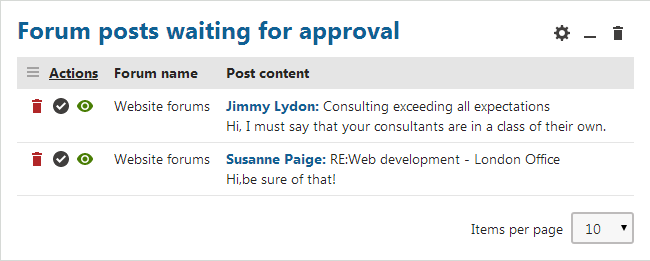 Forum posts waiting for approval
Actions Forum name Post content
Website forums Jimmy Lydon: Consulting exceeding all expectations
Hi, I must say that your consultants are in a class of their own.
Website forums Susanne Paige: RE:Web development - London Office
Hi,be sure of that!
Items per page 10